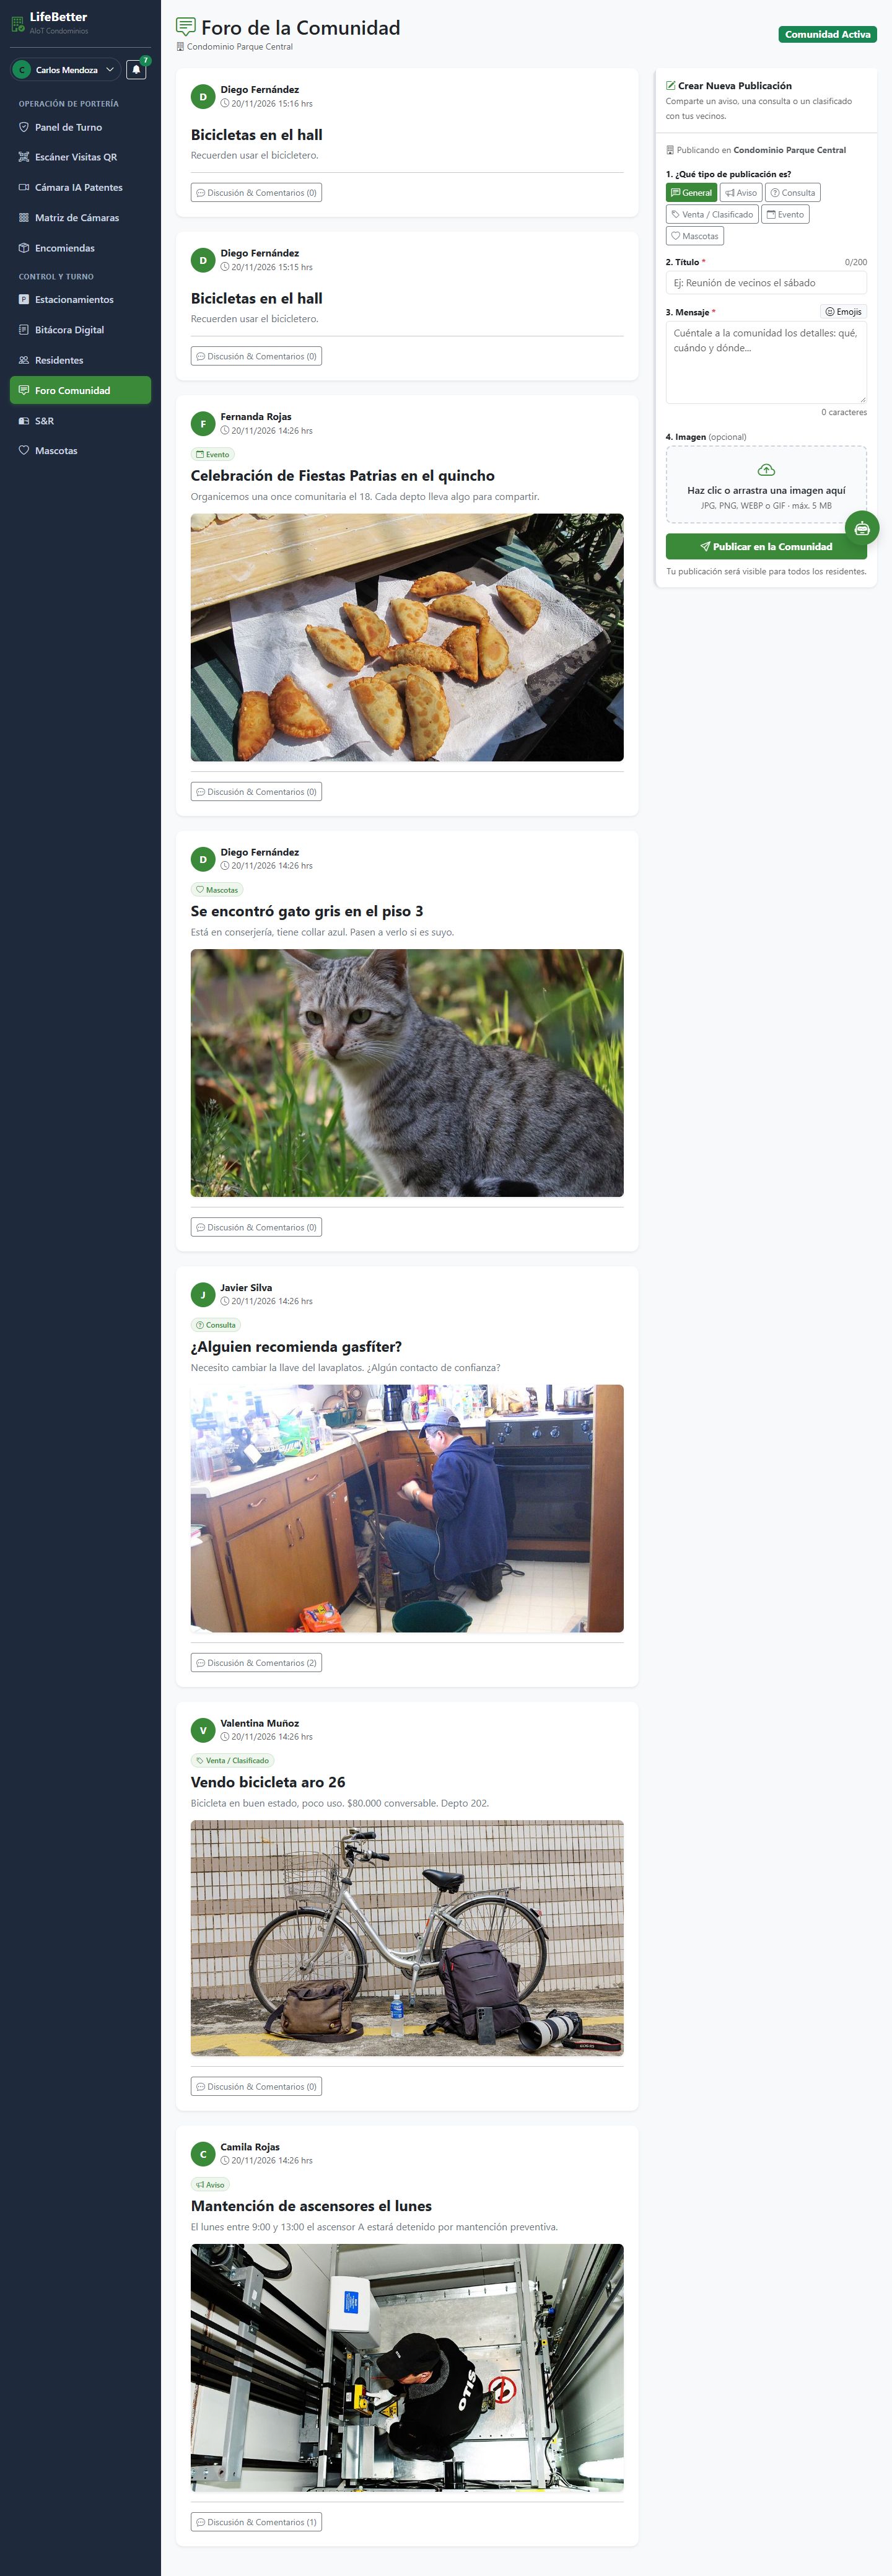 LifeBetter
AIoT Condominios
C
Carlos Mendoza
7
OPERACIÓN DE PORTERÍA
Panel de Turno
Escáner Visitas QR
Cámara IA Patentes
Matriz de Cámaras
Encomiendas
CONTROL Y TURNO
Estacionamientos
Bitácora Digital
Residentes
Foro Comunidad
S&R
Mascotas
Foro de la Comunidad
Condominio Parque Central
Comunidad Activa
D
Diego Fernández
20/11/2026 15:16 hrs
Bicicletas en el hall
Recuerden usar el bicicletero.
Discusión & Comentarios (0)
D
Diego Fernández
20/11/2026 15:15 hrs
Bicicletas en el hall
Recuerden usar el bicicletero.
Discusión & Comentarios (0)
F
Fernanda Rojas
20/11/2026 14:26 hrs
Evento
Celebración de Fiestas Patrias en el quincho
Organicemos una once comunitaria el 18. Cada depto lleva algo para compartir.
Discusión & Comentarios (0)
D
Diego Fernández
20/11/2026 14:26 hrs
Mascotas
Se encontró gato gris en el piso 3
Está en conserjería, tiene collar azul. Pasen a verlo si es suyo.
Discusión & Comentarios (0)
J
Javier Silva
20/11/2026 14:26 hrs
Consulta
¿Alguien recomienda gasfíter?
Necesito cambiar la llave del lavaplatos. ¿Algún contacto de confianza?
Discusión & Comentarios (2)
V
Valentina Muñoz
20/11/2026 14:26 hrs
Venta / Clasificado
Vendo bicicleta aro 26
Bicicleta en buen estado, poco uso. $80.000 conversable. Depto 202.
Discusión & Comentarios (0)
C
Camila Rojas
20/11/2026 14:26 hrs
Aviso
Mantención de ascensores el lunes
El lunes entre 9:00 y 13:00 el ascensor A estará detenido por mantención preventiva.
OTIS
Discusión & Comentarios (1)
Crear Nueva Publicación
Comparte un aviso, una consulta o un clasificado
con tus vecinos.
Publicando en Condominio Parque Central
1. ¿Qué tipo de publicación es?
General
Aviso
Consulta
Venta / Clasificado
Evento
Mascotas
2. Título *
0/200
Ej: Reunión de vecinos el sábado
3. Mensaje *
Emojis
Cuéntale a la comunidad los detalles: qué,
cuándo y dónde...
0 caracteres
4. Imagen (opcional)
Haz clic o arrastra una imagen aquí
JPG, PNG, WEBP o GIF · máx. 5 MB
Publicar en la Comunidad
Tu publicación será visible para todos los residentes.